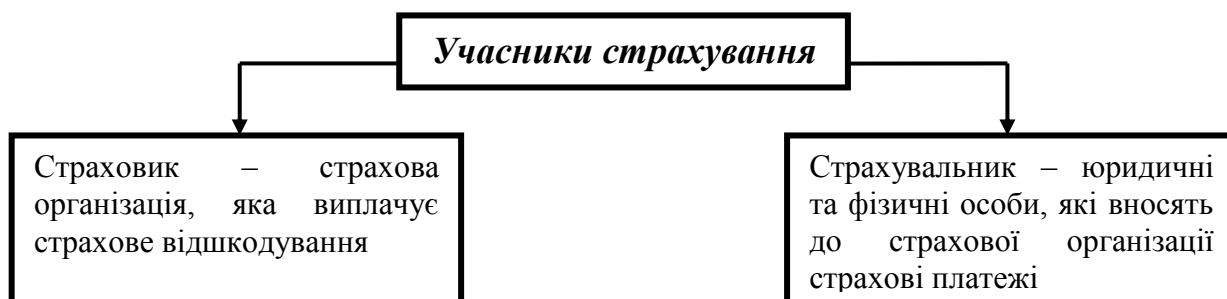 Учасники страхування
Страховик – страхова
організація, яка виплачує
страхове відшкодування
Страхувальник – юридичні
та фізичні особи, які вносять
до страхової організації
страхові платежі